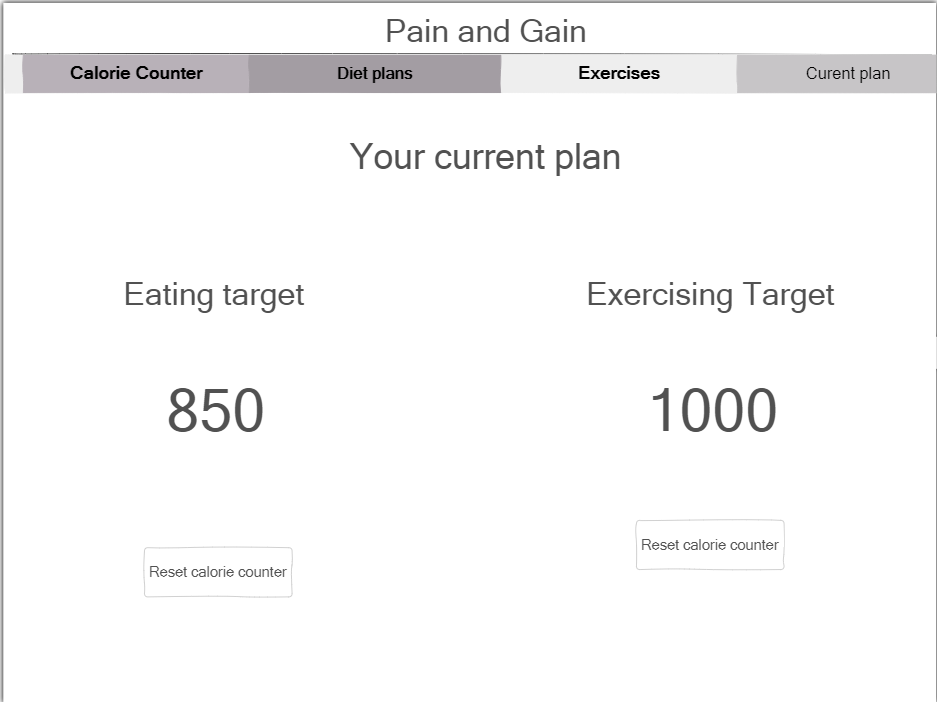 Pain and Gain
Calorie Counter Diet plans Exercises Curent plan
Your current plan
Eating target Exercising Target
850 1000
Reset calorie counter
Reset calorie counter